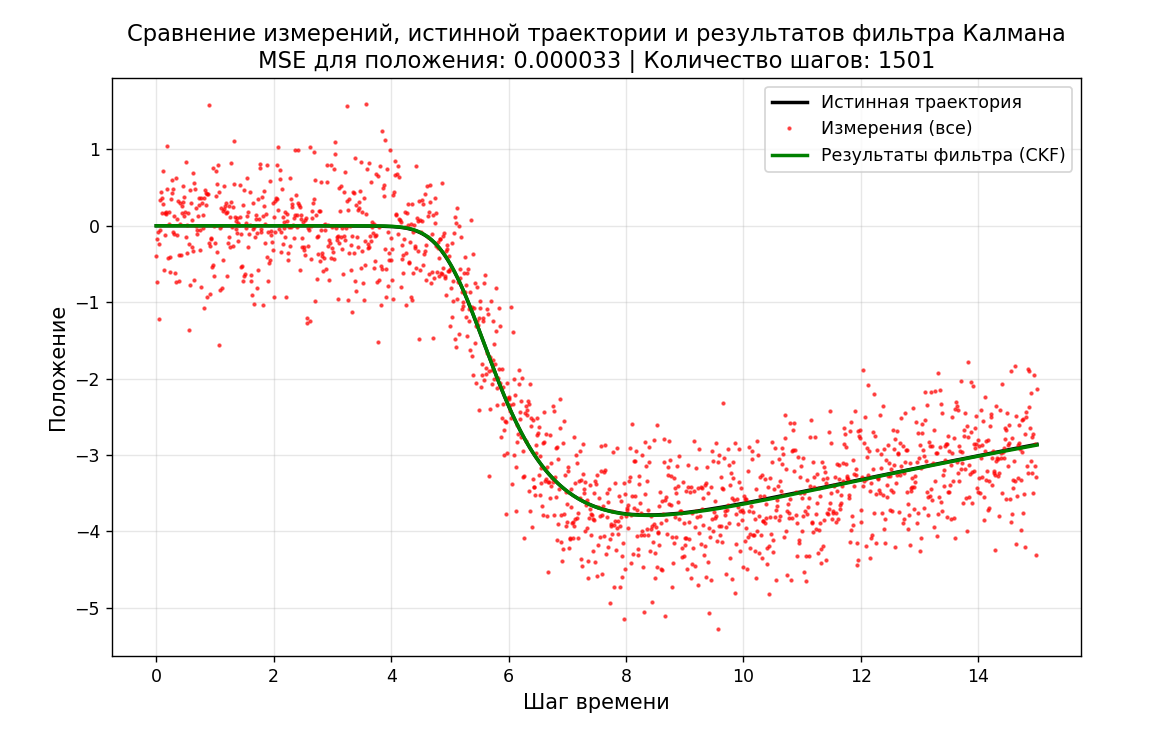 Сравнение измерений, истинной траектории и результатов фильтра Калмана
MSE для положения: 0.000033 | Количество шагов: 1501
Истинная траектория
Измерения (все)
Результаты фильтра (CKF)
Положение
1
0
−1
−2
−3
−4
−5
0 2 4 6 8 10 12 14
Шаг времени